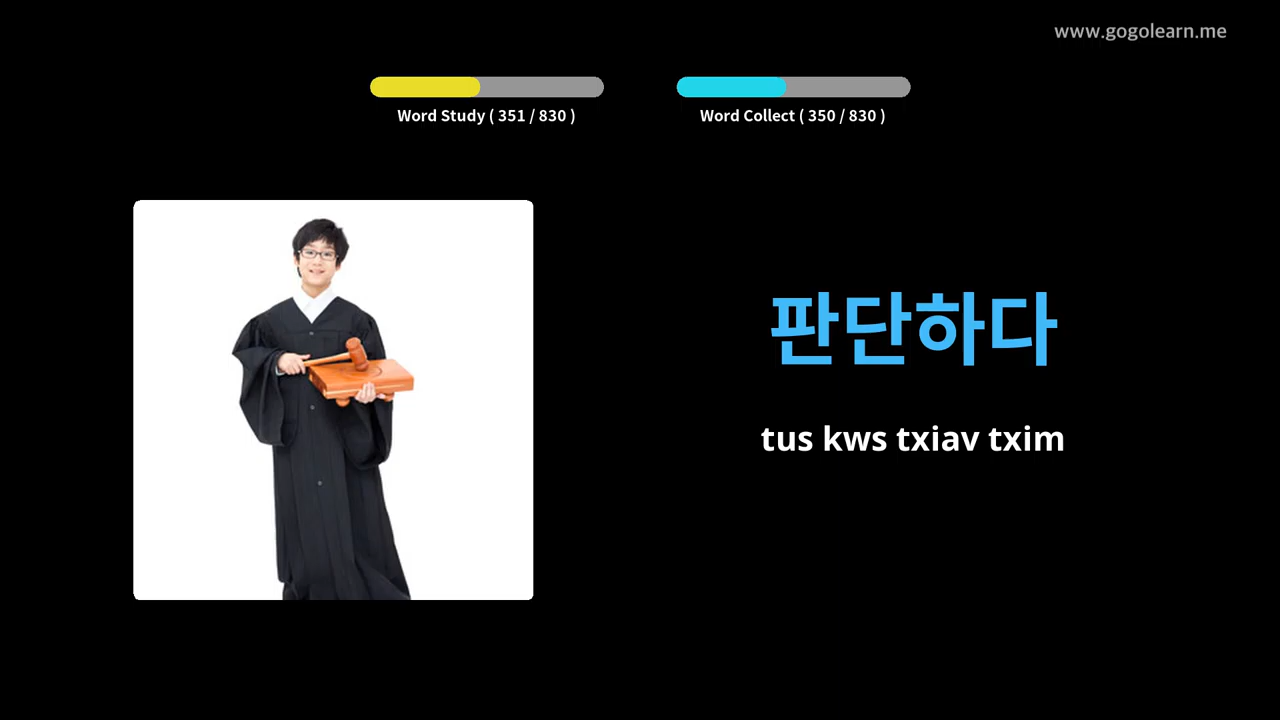 www.gogolearn.me
Word Study ( 351 / 830 )
Word Collect ( 350 / 830 )
판단하다
tus kws txiav txim